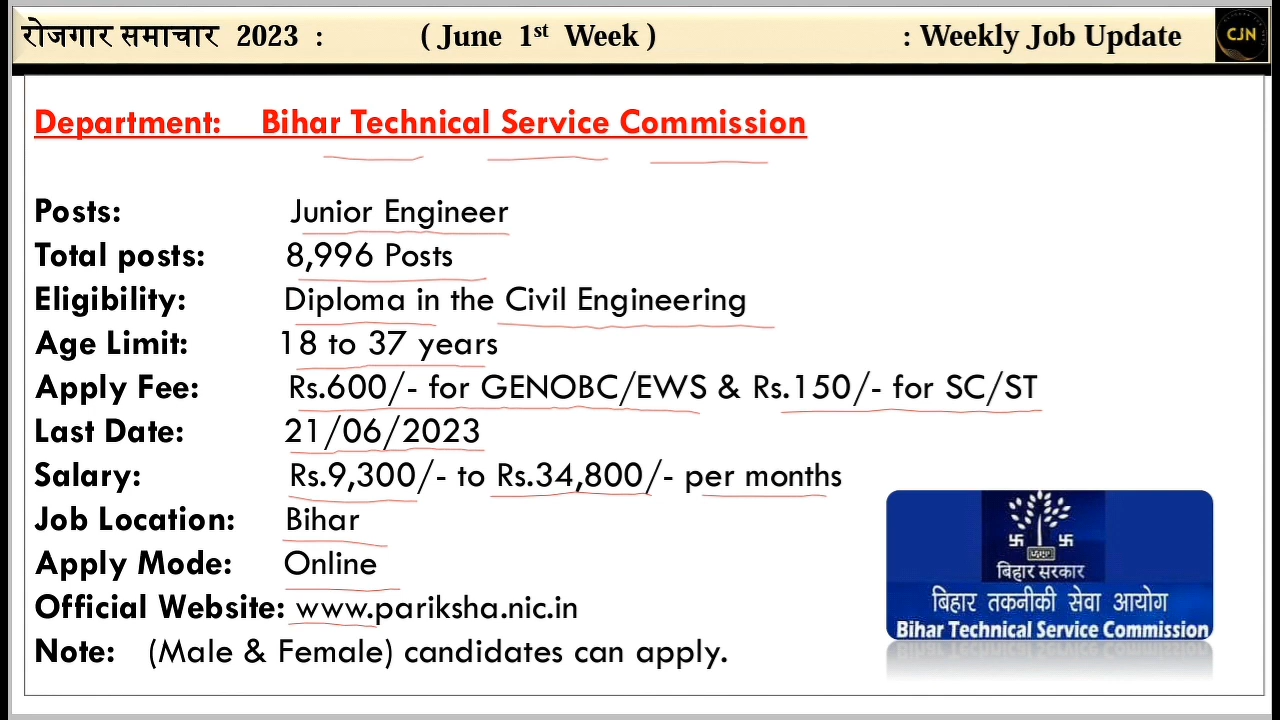 रोजगार समाचार 2023 : ( June 1st Week ) : Weekly Job Update
CJN
Department: Bihar Technical Service Commission
Posts: Junior Engineer
Total posts: 8,996 Posts
Eligibility: Diploma in the Civil Engineering
Age Limit: 18 to 37 years
Apply Fee: Rs.600/- for GENOBC/EWS & Rs.150/- for SC/ST
Last Date: 21/06/2023
Salary: Rs.9,300/- to Rs.34,800/- per months
Job Location: Bihar
Apply Mode: Online
Official Website: www.pariksha.nic.in
Note: (Male & Female) candidates can apply.
बिहार सरकार
बिहार तकनीकी सेवा आयोग
Bihar Technical Service Commission